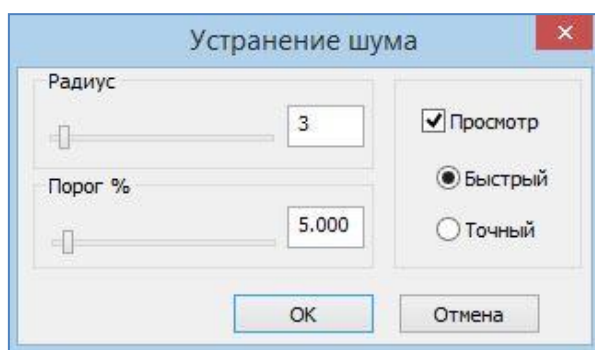 Устранение шума
Радиус
3
Просмотр
Быстрый
Порог %
5.000
Точный
OK
Отмена